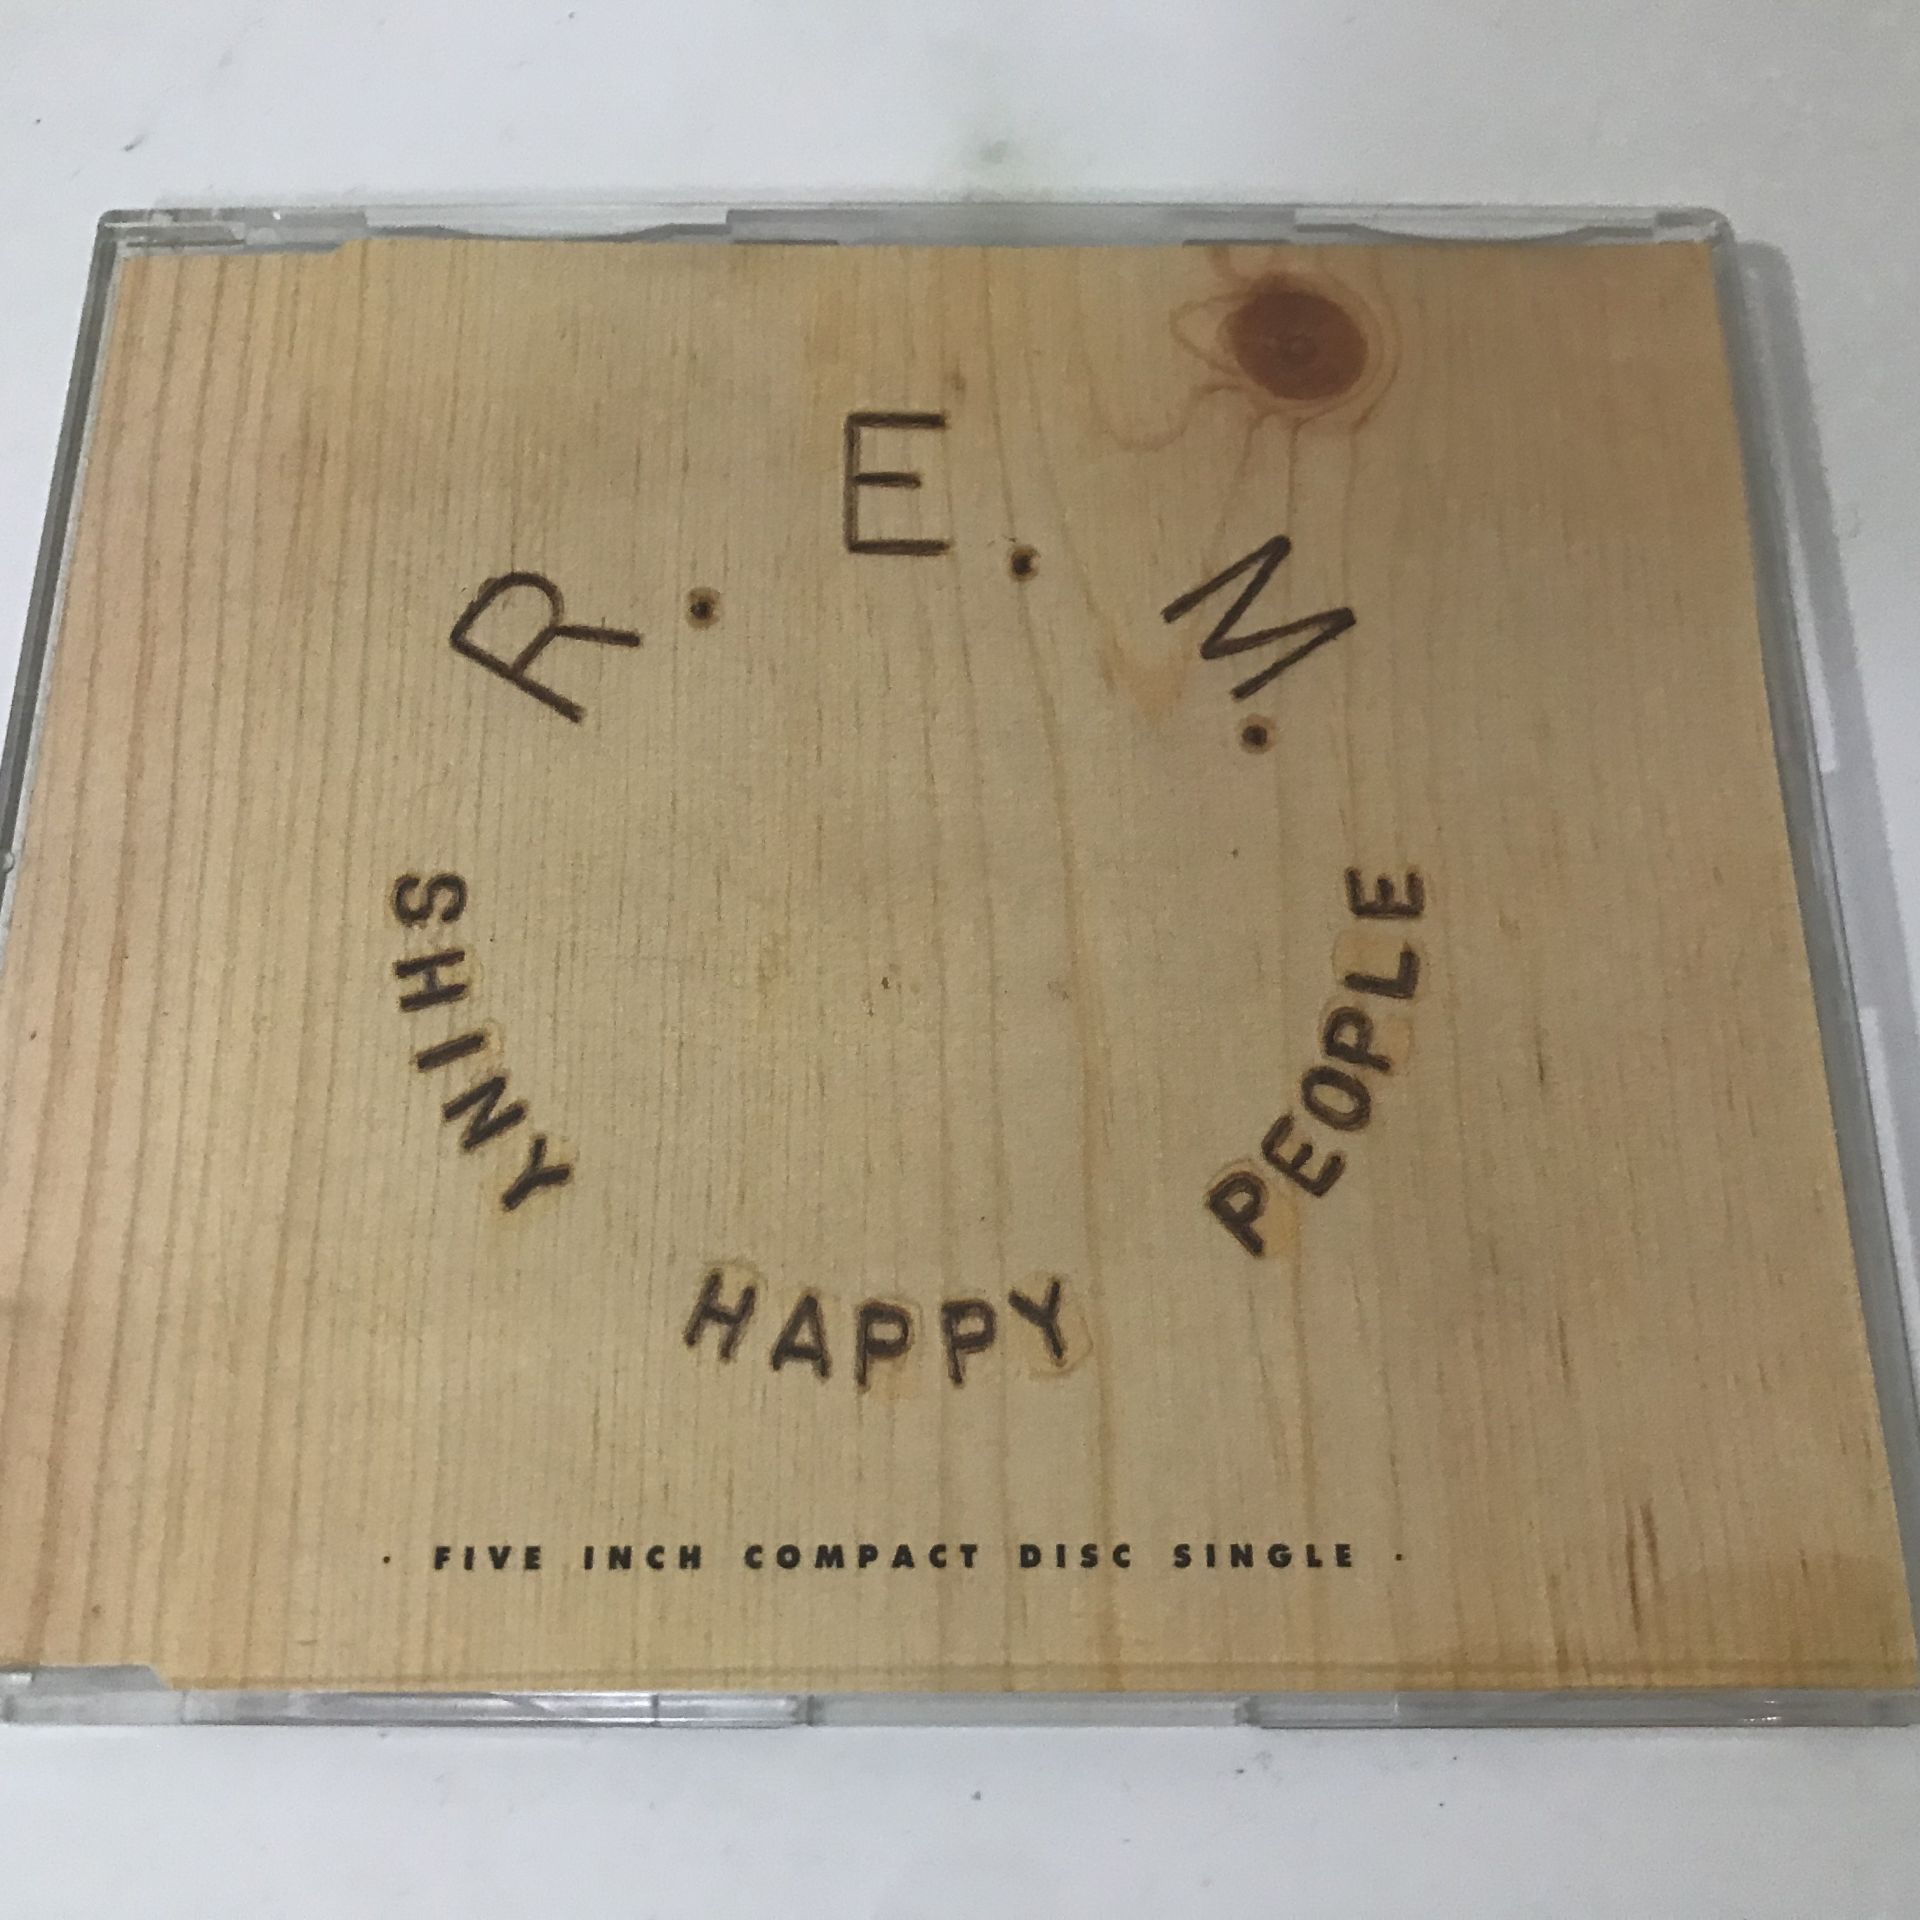 R.E.M.
SHINY HAPPY PEOPLE
· FIVE INCH COMPACT DISC SINGLE ·